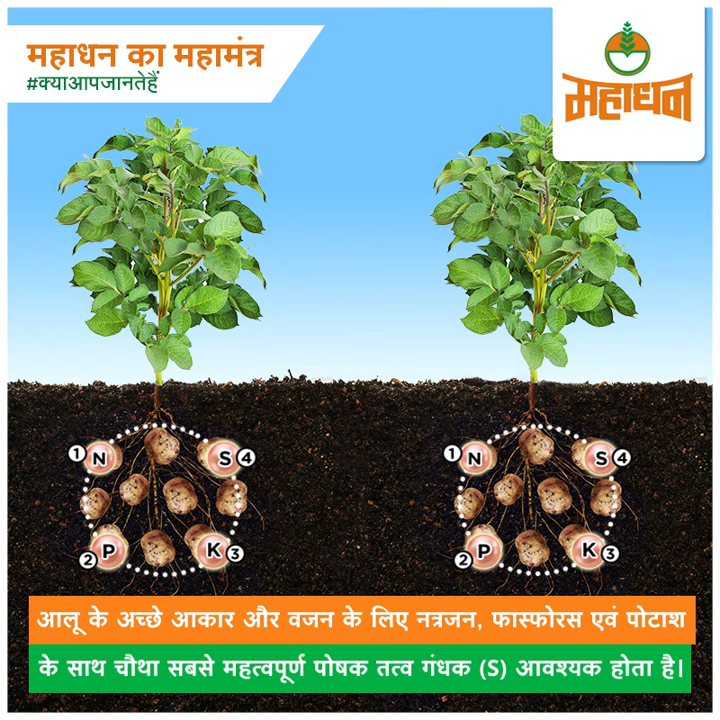 महाधन का महामंत्र
#क्याआपजानतेहैं
महाधन
1 N S 4
1 N S 4
2 P K 3
2 P K 3
आलू के अच्छे आकार और वजन के लिए नत्रजन, फास्फोरस एवं पोटाश
के साथ चौथा सबसे महत्वपूर्ण पोषक तत्व गंधक (S) आवश्यक होता है।